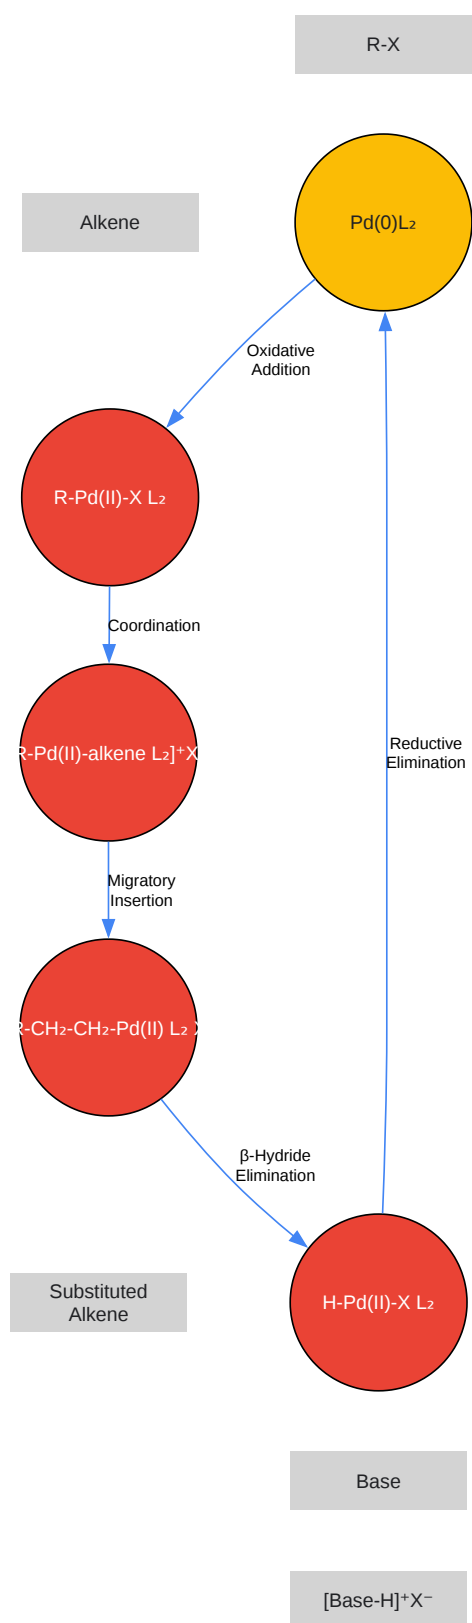 R-X
Pd(0)L₂
Alkene
Oxidative
Addition
R-Pd(II)-X L₂
Coordination
R-Pd(II)-alkene L₂]⁺X
Reductive
Elimination
Migratory
Insertion
R-CH₂-CH₂-Pd(II) L₂ X
β-Hydride
Elimination
Substituted
Alkene
H-Pd(II)-X L₂
Base
[Base-H]⁺X⁻